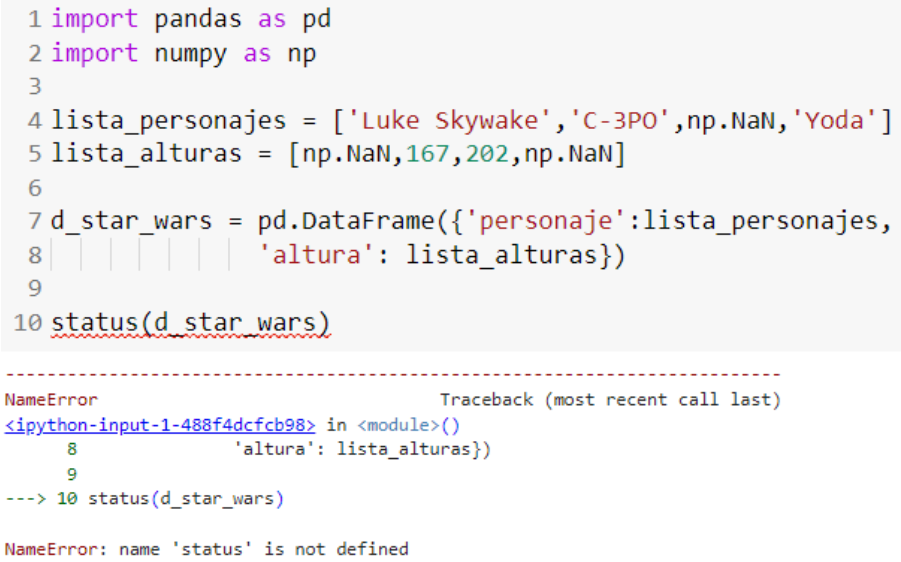 1 import pandas as pd
2 import numpy as np
3
4 lista_personajes = ['Luke Skywake','C-3PO',np.NaN,'Yoda']
5 lista_alturas = [np.NaN,167,202,np.NaN]
6
7 d_star_wars = pd.DataFrame({'personaje':lista_personajes,
8              'altura': lista_alturas})
9
10 status(d_star_wars)
---------------------------------------------------------------------------
NameError                                 Traceback (most recent call last)
<ipython-input-1-488f4dcfcb98> in <module>()
      8              'altura': lista_alturas})
      9
---> 10 status(d_star_wars)
NameError: name 'status' is not defined